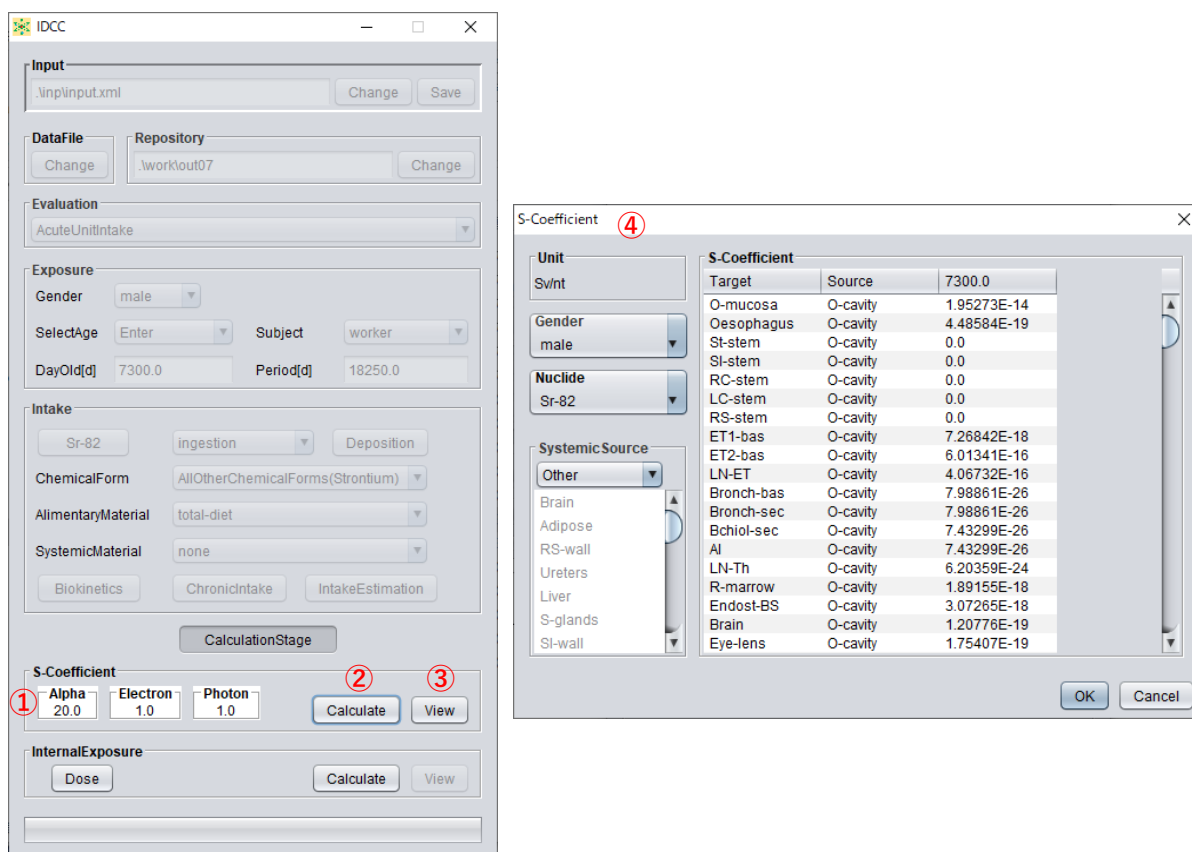 IDCC
Input
.\inp\input.xml Change Save
DataFile Repository
Change .\work\out07 Change
Evaluation
AcuteUnitIntake
Exposure
Gender male
SelectAge Enter Subject worker
DayOld[d] 7300.0 Period[d] 18250.0
Intake
Sr-82 ingestion Deposition
ChemicalForm AllOtherChemicalForms(Strontium)
AlimentaryMaterial total-diet
SystemicMaterial none
Biokinetics ChronicIntake IntakeEstimation
CalculationStage
S-Coefficient ② ③
① Alpha Electron Photon
20.0 1.0 1.0 Calculate View
InternalExposure
Dose Calculate View
S-Coefficient ④
Unit
Sv/nt
Gender
male
Nuclide
Sr-82
SystemicSource
Other
Brain
Adipose
RS-wall
Ureters
Liver
S-glands
SI-wall
S-Coefficient
Target Source 7300.0
O-mucosa O-cavity 1.95273E-14
Oesophagus O-cavity 4.48584E-19
St-stem O-cavity 0.0
SI-stem O-cavity 0.0
RC-stem O-cavity 0.0
LC-stem O-cavity 0.0
RS-stem O-cavity 0.0
ET1-bas O-cavity 7.26842E-18
ET2-bas O-cavity 6.01341E-16
LN-ET O-cavity 4.06732E-16
Bronch-bas O-cavity 7.98861E-26
Bronch-sec O-cavity 7.98861E-26
Bchiol-sec O-cavity 7.43299E-26
AI O-cavity 7.43299E-26
LN-Th O-cavity 6.20359E-24
R-marrow O-cavity 1.89155E-18
Endost-BS O-cavity 3.07265E-18
Brain O-cavity 1.20776E-19
Eye-lens O-cavity 1.75407E-19
OK Cancel